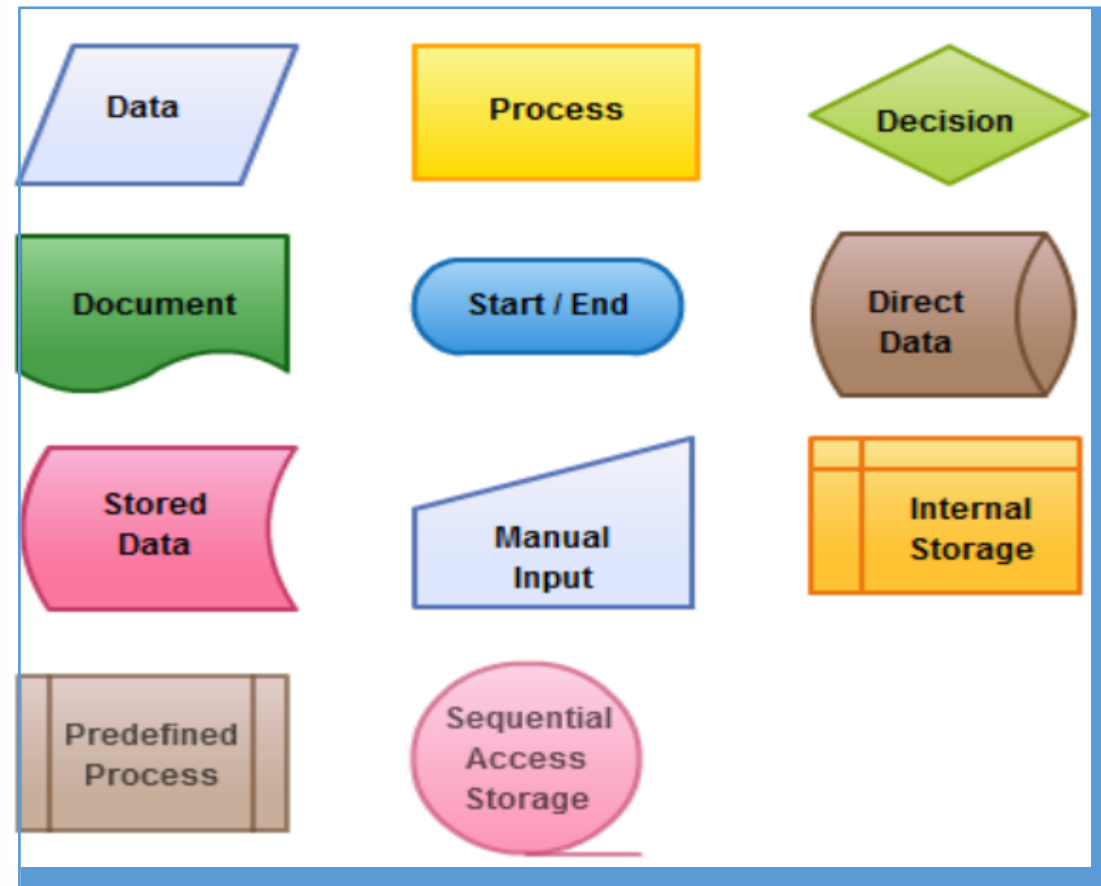 Data
Process
Decision
Document
Start / End
Direct
Data
Stored
Data
Manual
Input
Internal
Storage
Predefined
Process
Sequential
Access
Storage